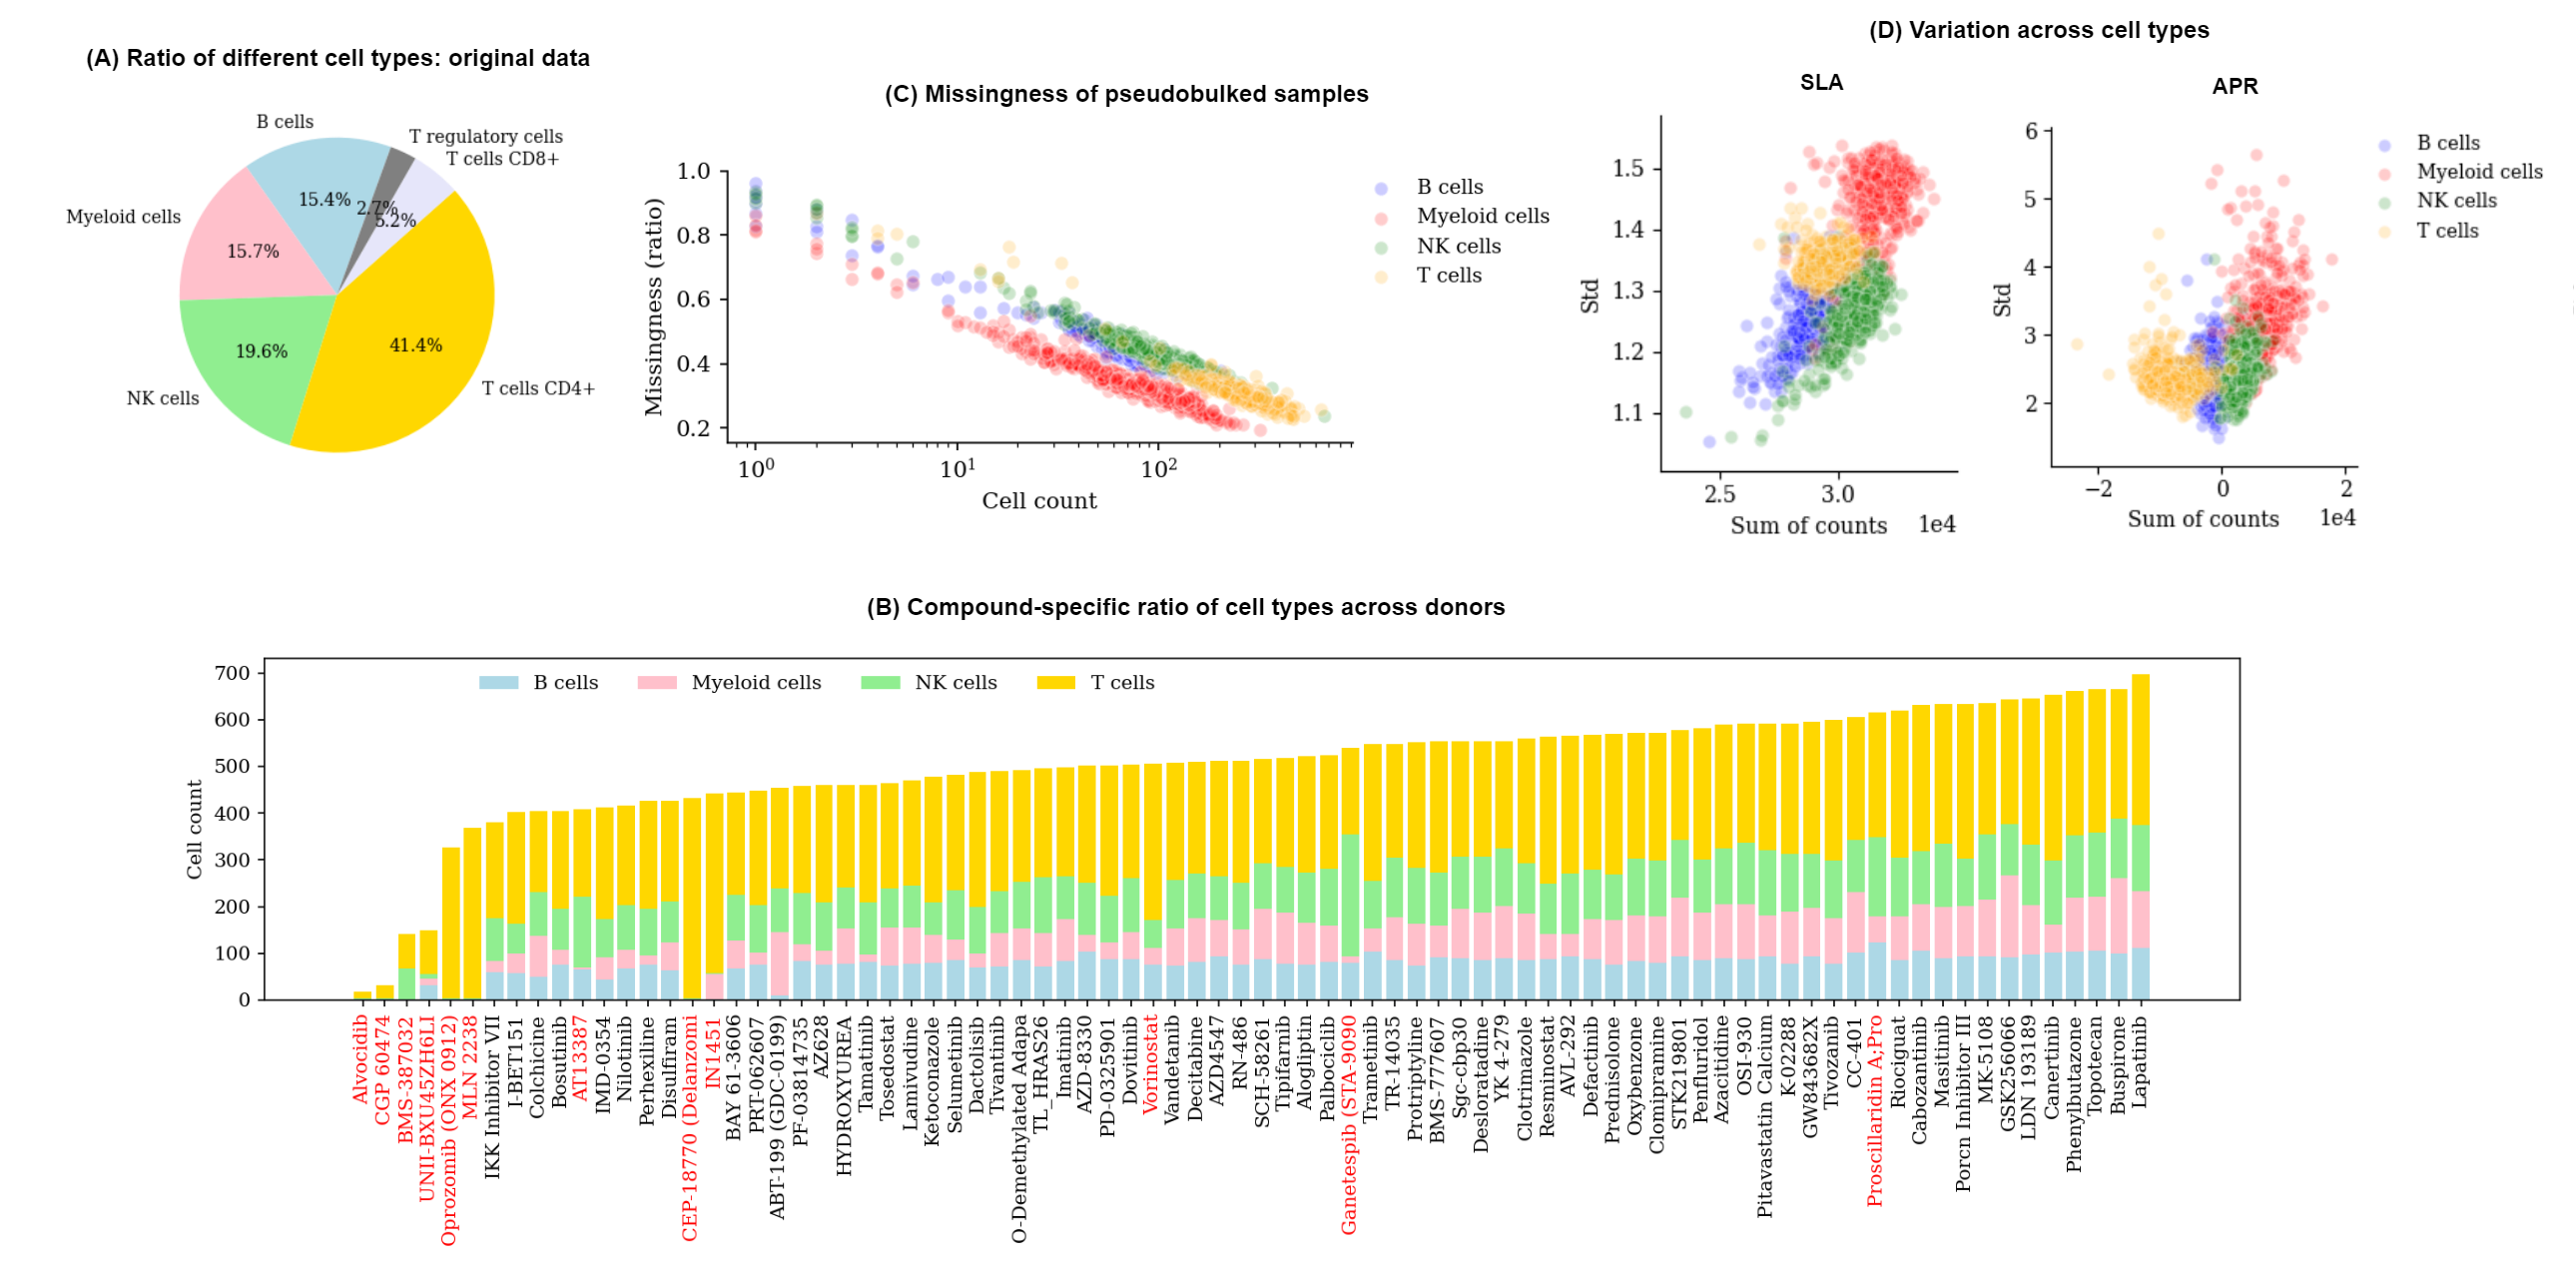 (D) Variation across cell types
(A) Ratio of different cell types: original data
(C) Missingness of pseudobulked samples
SLA
APR
B cells
T regulatory cells
T cells CD8+
Myeloid cells
NK cells
T cells CD4+
15.4%
2.7%
5.2%
15.7%
19.6%
41.4%
Missingness (ratio)
1.0
0.8
0.6
0.4
0.2
10⁰
10¹
10²
Cell count
B cells
Myeloid cells
NK cells
T cells
Std
1.5
1.4
1.3
1.2
1.1
2.5
3.0
Sum of counts
1e4
Std
6
5
4
3
2
−2
0
2
Sum of counts
1e4
B cells
Myeloid cells
NK cells
T cells
(B) Compound-specific ratio of cell types across donors
Cell count
700
600
500
400
300
200
100
0
B cells
Myeloid cells
NK cells
T cells
Alvocidib
CGP 60474
BMS-387032
UNII-BXU45ZH6LI
Oprozomib (ONX 0912)
MLN 2238
IKK Inhibitor VII
I-BET151
Colchicine
Bosutinib
AT13387
IMD-0354
Nilotinib
Perhexiline
Disulfiram
CEP-18770 (Delanzomi
IN1451
BAY 61-3606
PRT-062607
ABT-199 (GDC-0199)
PF-03814735
AZ628
HYDROXYUREA
Tamatinib
Tosedostat
Lamivudine
Ketoconazole
Selumetinib
Dactolisib
Tivantinib
O-Demethylated Adapa
TL_HRAS26
Imatinib
AZD-8330
PD-0325901
Dovitinib
Vorinostat
Vandetanib
Decitabine
AZD4547
RN-486
SCH-58261
Tipifarnib
Alogliptin
Palbociclib
Ganetespib (STA-9090
Trametinib
TR-14035
Protriptyline
BMS-777607
Sgc-cbp30
Desloratadine
YK 4-279
Clotrimazole
Resminostat
AVL-292
Defactinib
Prednisolone
Oxybenzone
Clomipramine
STK219801
Penfluridol
Azacitidine
OSI-930
Pitavastatin Calcium
K-02288
GW843682X
Tivozanib
CC-401
Proscillaridin A;Pro
Riociguat
Cabozantinib
Masitinib
Porcn Inhibitor III
MK-5108
GSK256066
LDN 193189
Canertinib
Phenylbutazone
Topotecan
Buspirone
Lapatinib